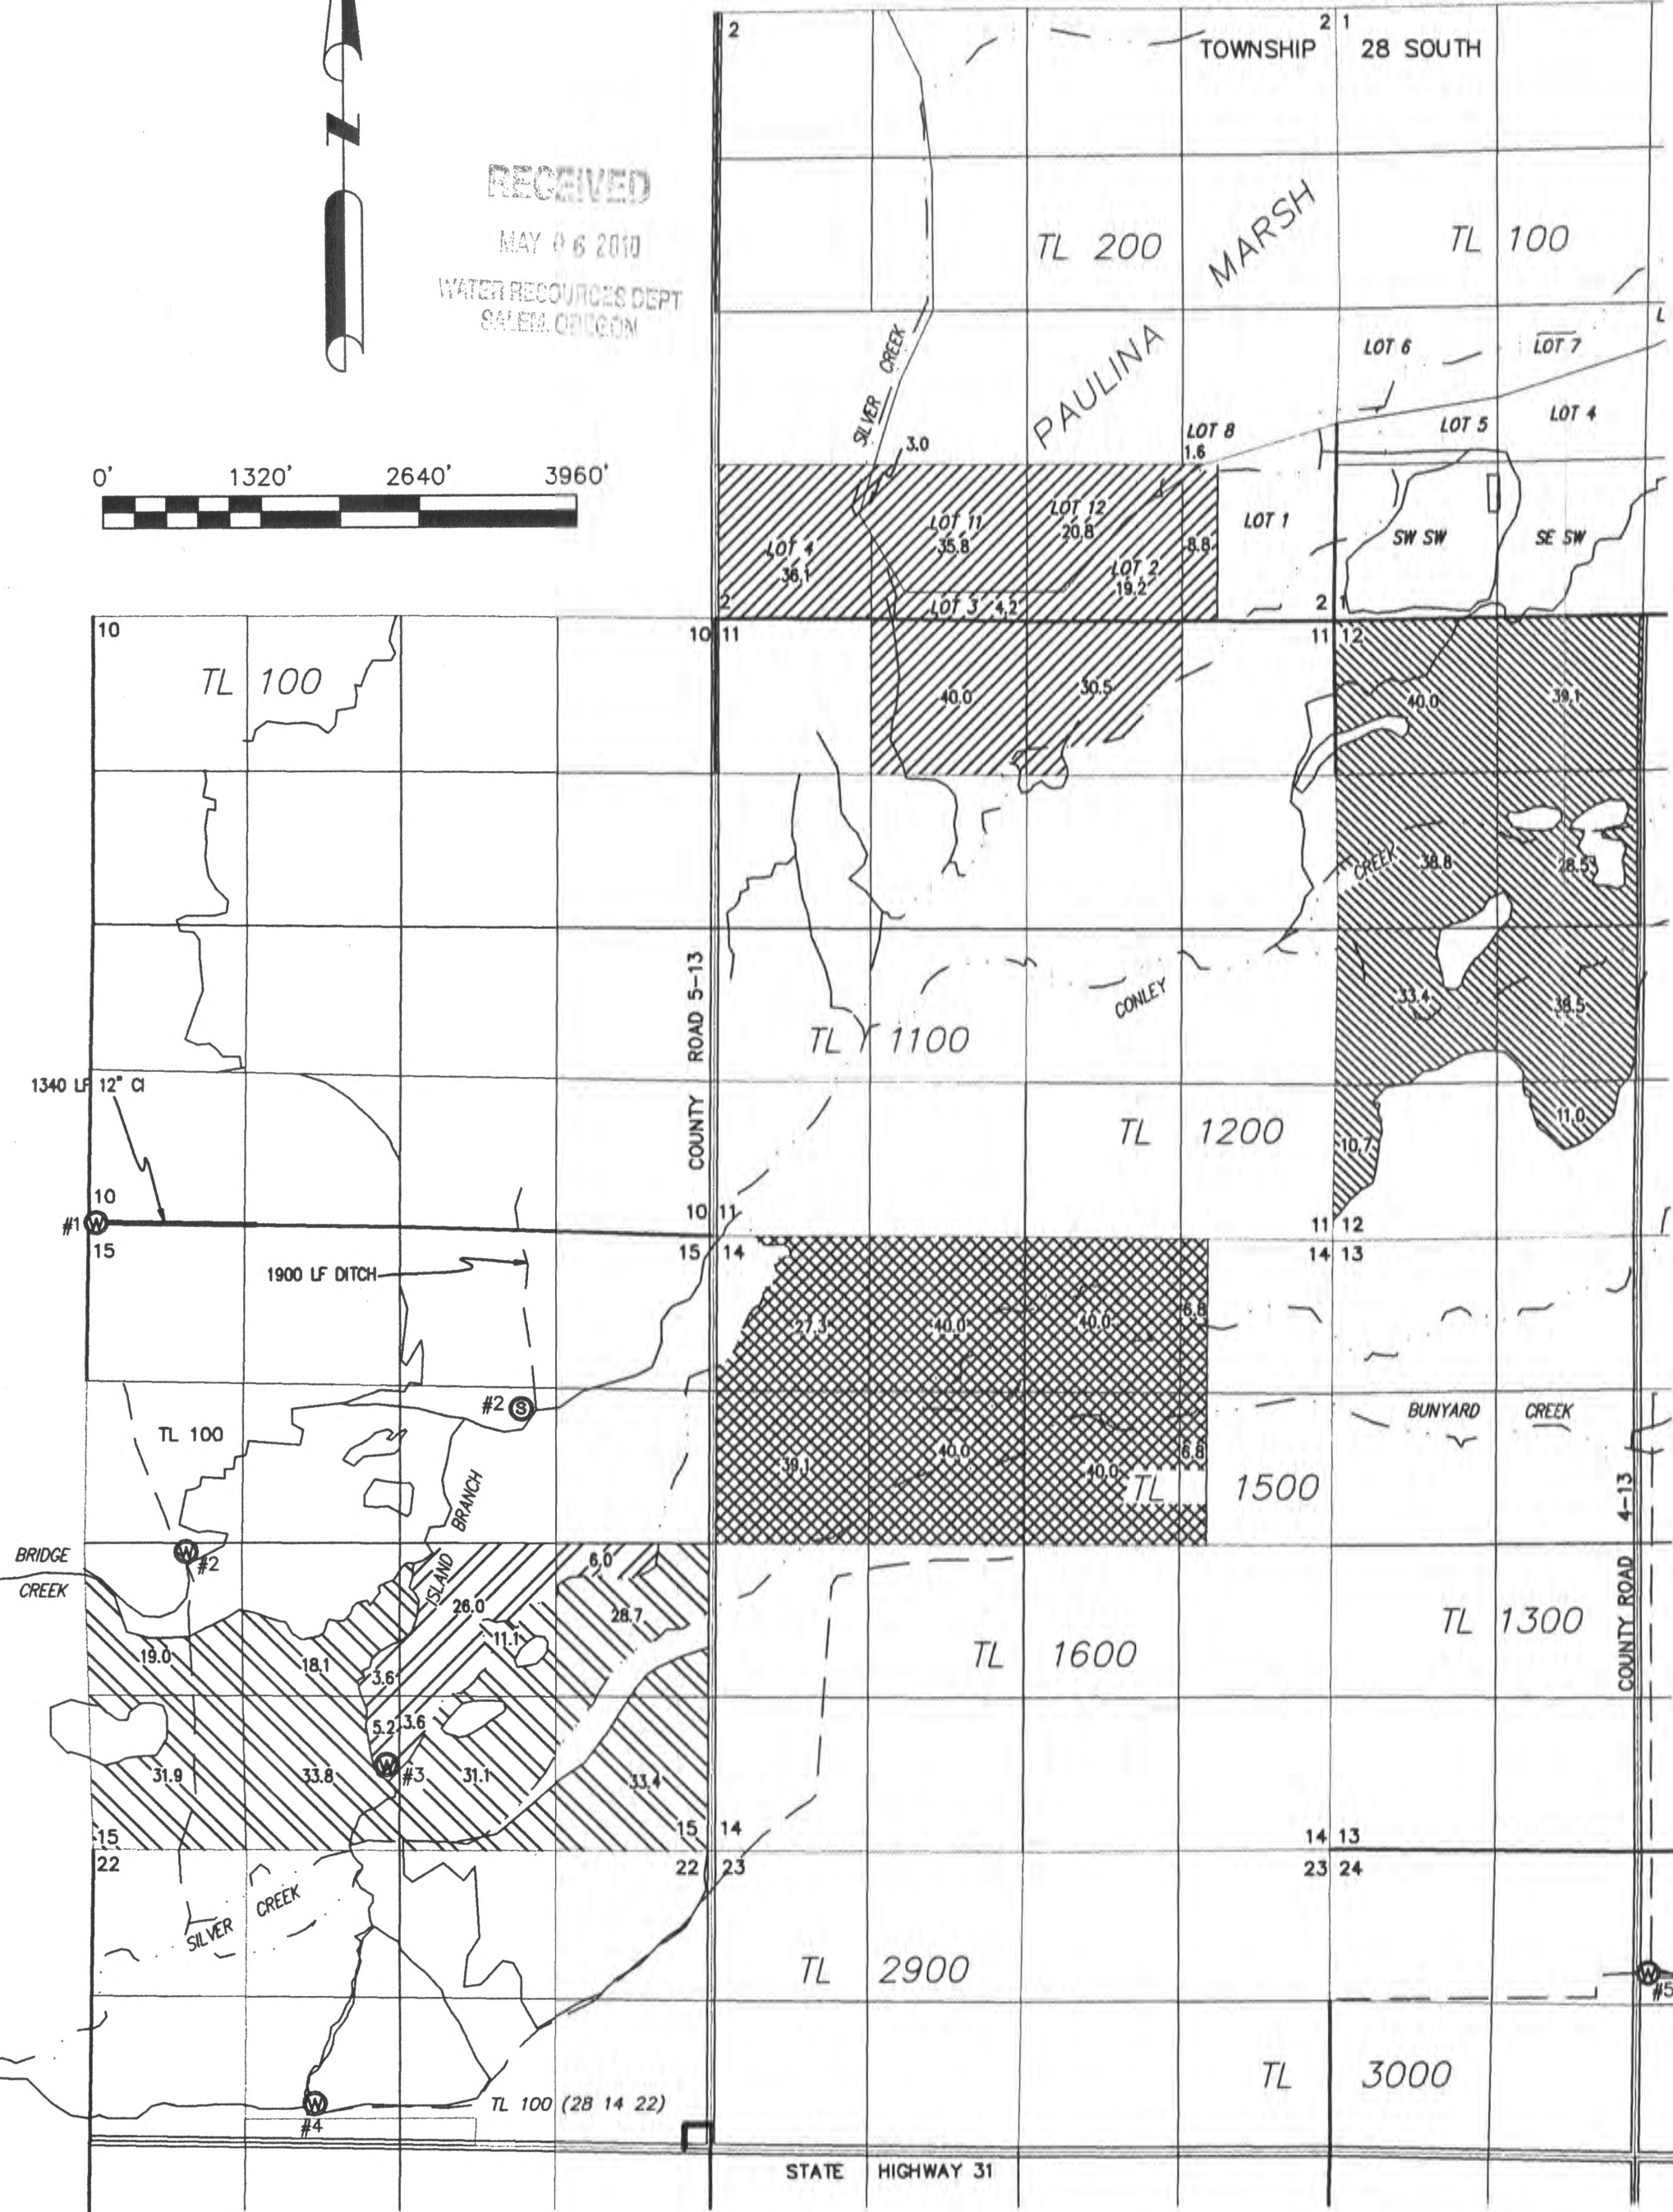 2
2 1
TOWNSHIP 28 SOUTH
N
RECEIVED
MAY 06 2010
WATER RESOURCES DEPT
SALEM, OREGON
TL 200
MARSH
TL 100
PAULINA
SILVER CREEK
LOT 6
LOT 7
L
LOT 8
1.6
LOT 5
LOT 4
3.0
0' 1320' 2640' 3960'
LOT 4
36.1
LOT 11
35.8
LOT 12
20.8
LOT 2
19.2
8.8
LOT 1
SW SW
SE SW
LOT 3 4.2
2
2 1
10
10 11
11 12
TL 100
40.0
30.5
40.0
39.1
CREEK
38.8
28.5
COUNTY ROAD 5-13
CONLEY
33.4
38.5
TL 1100
1340 LF 12" CI
TL 1200
10.7
11.0
10
#1 W
15
10 11
15 14
11 12
14 13
1900 LF DITCH
27.3
40.0
40.0
6.8
#2 S
TL 100
BUNYARD CREEK
39.1
40.0
40.0
6.8
TL 1500
ISLAND BRANCH
COUNTY ROAD 4-13
BRIDGE
CREEK
W #2
6.0
26.0
28.7
11.1
19.0
18.1
3.6
TL 1600
TL 1300
5.2 3.6
W #3
31.9
33.8
31.1
33.4
15
22
15 14
22 23
14 13
23 24
SILVER CREEK
TL 2900
W
#5
TL 3000
W
#4
TL 100 (28 14 22)
STATE HIGHWAY 31